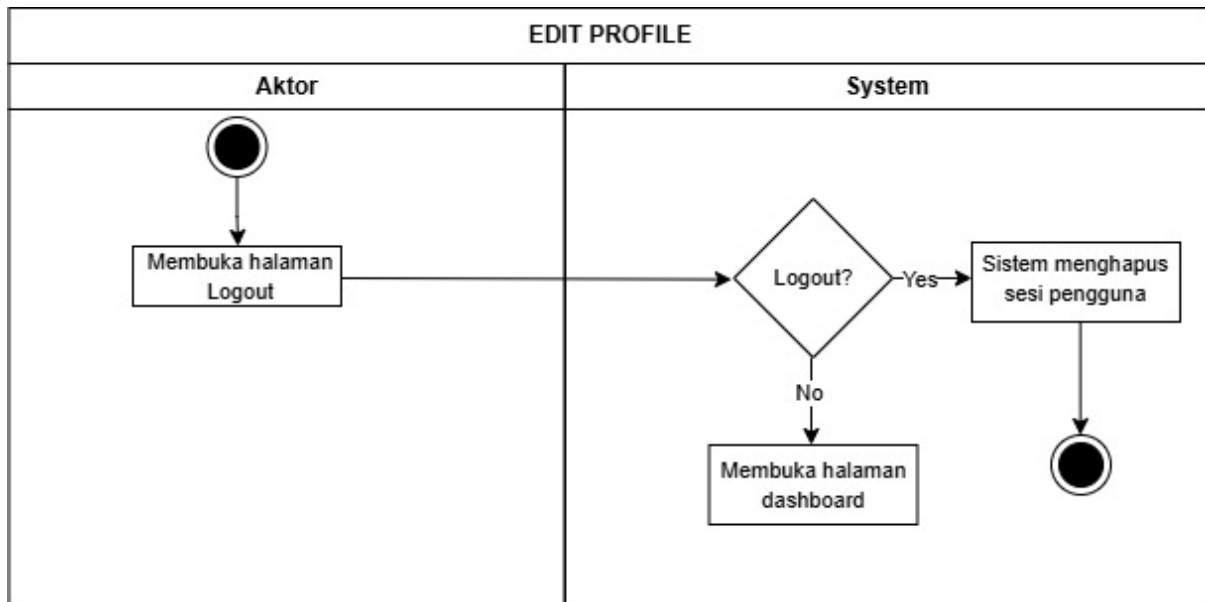 EDIT PROFILE
Aktor
System
Membuka halaman
Logout
Logout?
Yes
Sistem menghapus
sesi pengguna
No
Membuka halaman
dashboard